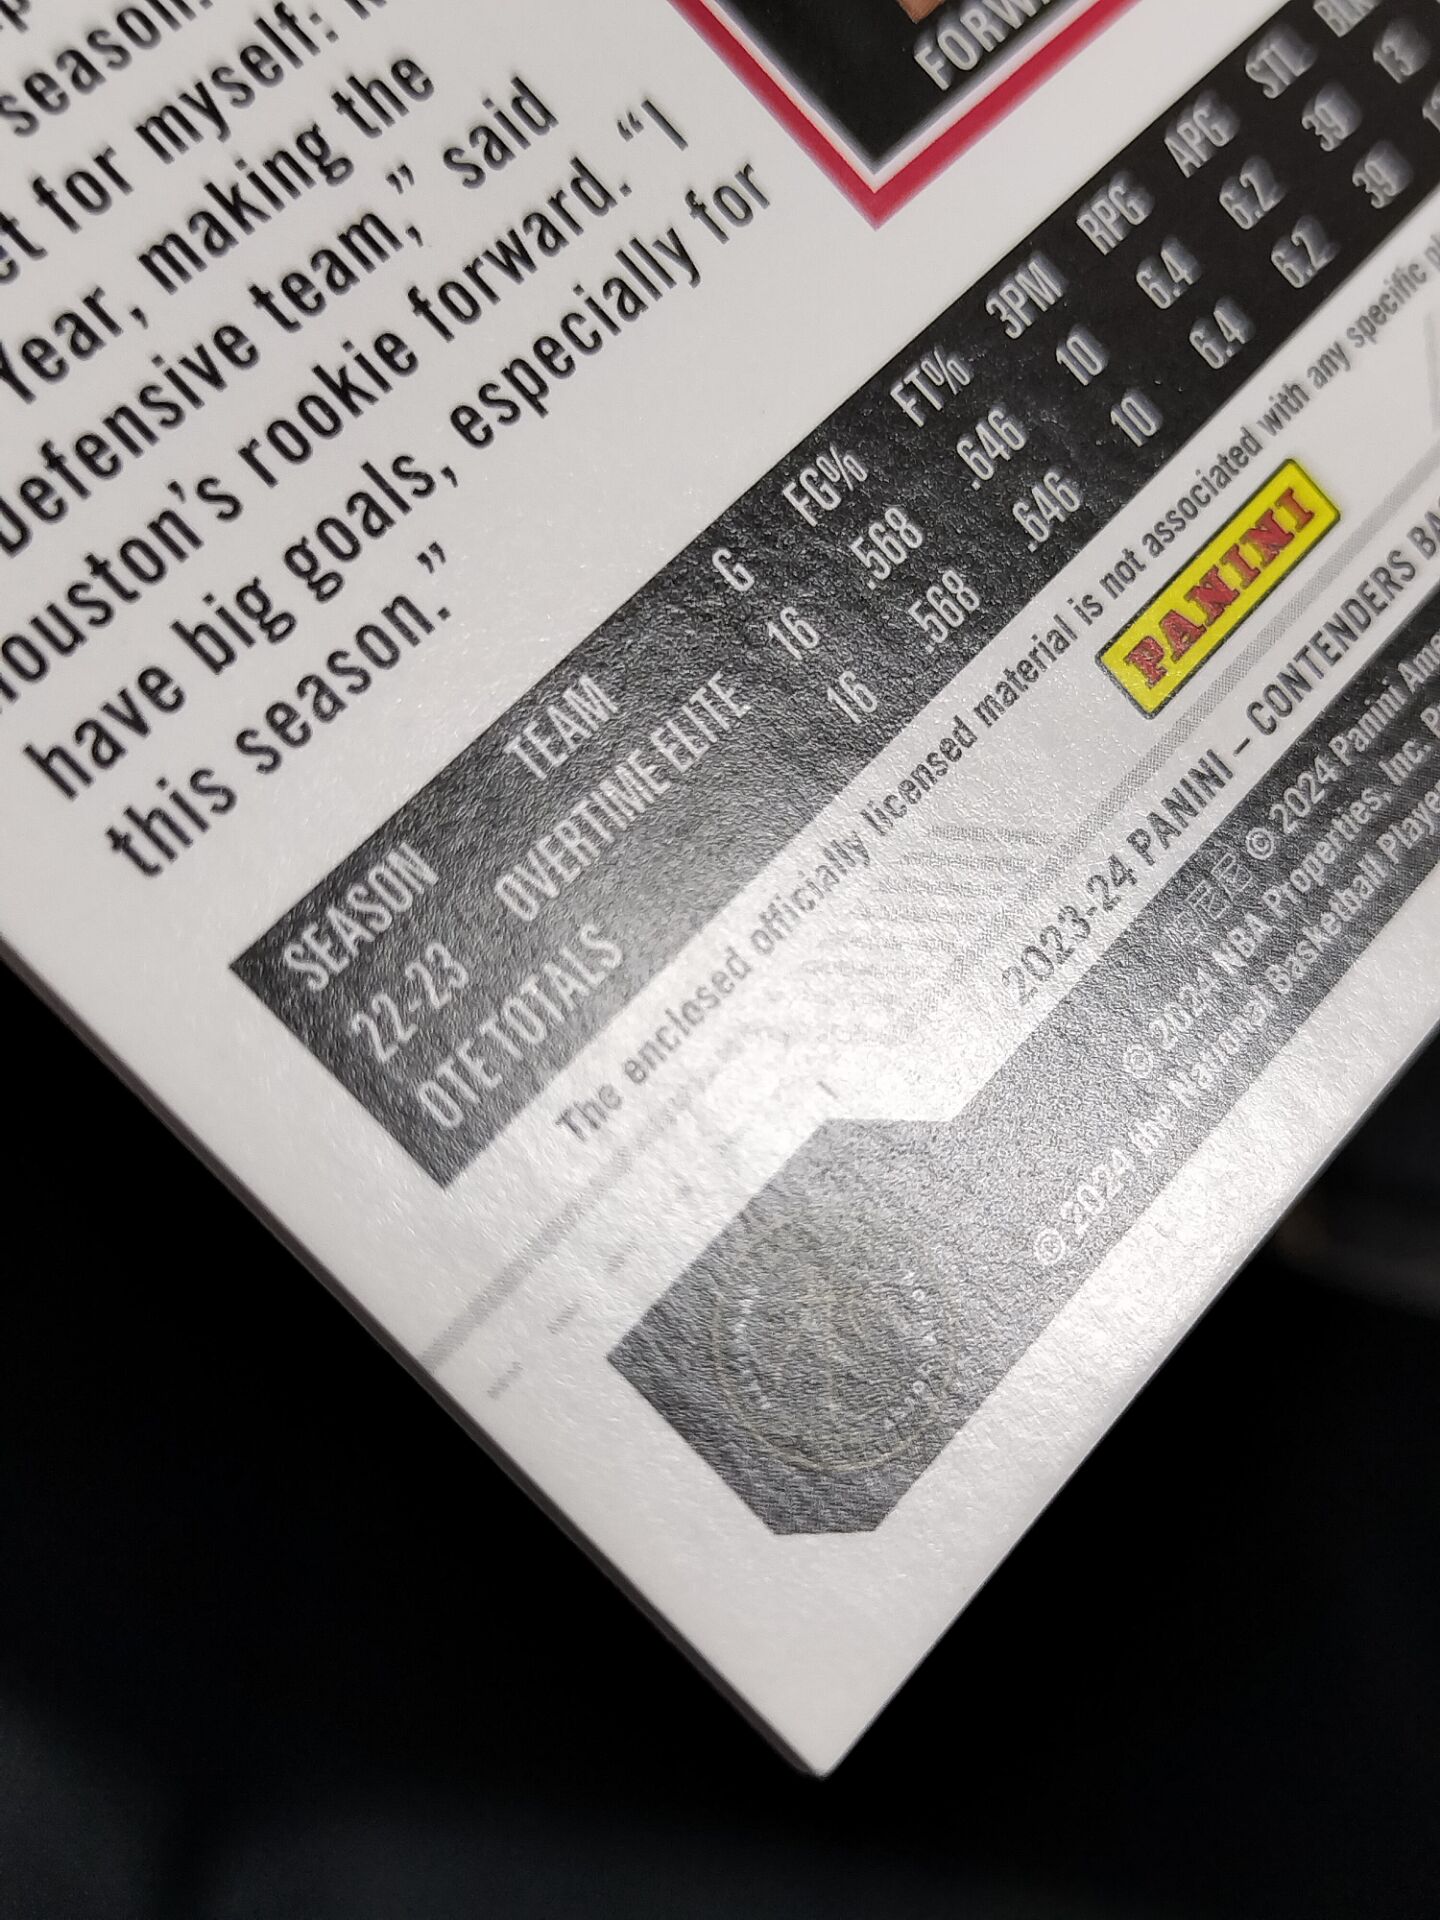 season.
for myself:
Year, making the
Defensive team,” said
Houston’s rookie forward. “I
have big goals, especially for
this season.”
SEASON TEAM G FG% FT% 3PM RPG APG STL BLK
22-23 OVERTIME ELITE 16 .568 .646 10 6.4 6.2 39 13
OTE TOTALS 16 .568 .646 10 6.4 6.2 39
The enclosed officially licensed material is not associated with any specific
PANINI
2023-24 PANINI – CONTENDERS
© 2024 Panini
© 2024 NBA Properties, Inc.
© 2024 the National Basketball